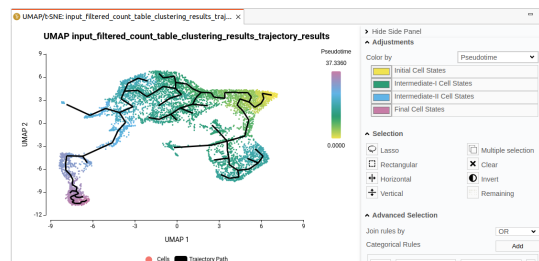 UMAP/t-SNE: input_filtered_count_table_clustering_results_traj... ×
UMAP input_filtered_count_table_clustering_results_trajectory_results
Pseudotime
37.3360
0.0000
9
6
3
0
-3
-6
-9
-12
UMAP 2
-9 -6 -3 0 3 6 9
UMAP 1
Cells Trajectory Path
Hide Side Panel
Adjustments
Color by Pseudotime
Initial Cell States
Intermediate-I Cell States
Intermediate-II Cell States
Final Cell States
Selection
Lasso Multiple selection
Rectangular Clear
Horizontal Invert
Vertical Remaining
Advanced Selection
Join rules by OR
Categorical Rules Add